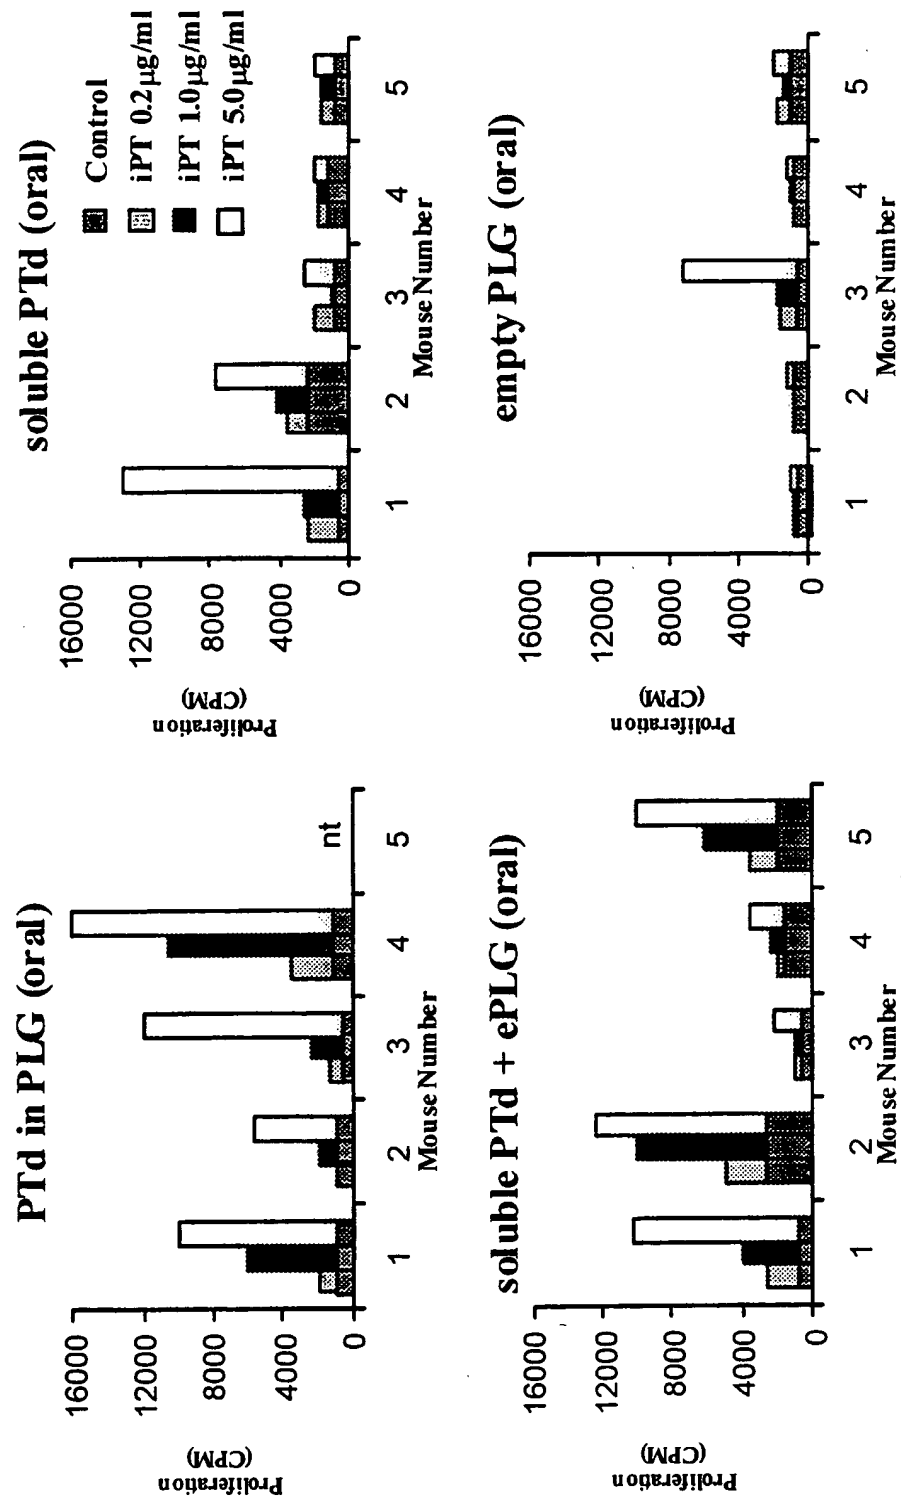 PTd in PLG (oral)
Proliferation
(CPM)
16000
12000
8000
4000
0
nt
1
2
3
4
5
Mouse Number
soluble PTd (oral)
Control
iPT 0.2µg/ml
iPT 1.0µg/ml
iPT 5.0µg/ml
Proliferation
(CPM)
16000
12000
8000
4000
0
1
2
3
4
5
Mouse Number
soluble PTd + ePLG (oral)
Proliferation
(CPM)
16000
12000
8000
4000
0
1
2
3
4
5
Mouse Number
empty PLG (oral)
Proliferation
(CPM)
16000
12000
8000
4000
0
1
2
3
4
5
Mouse Number